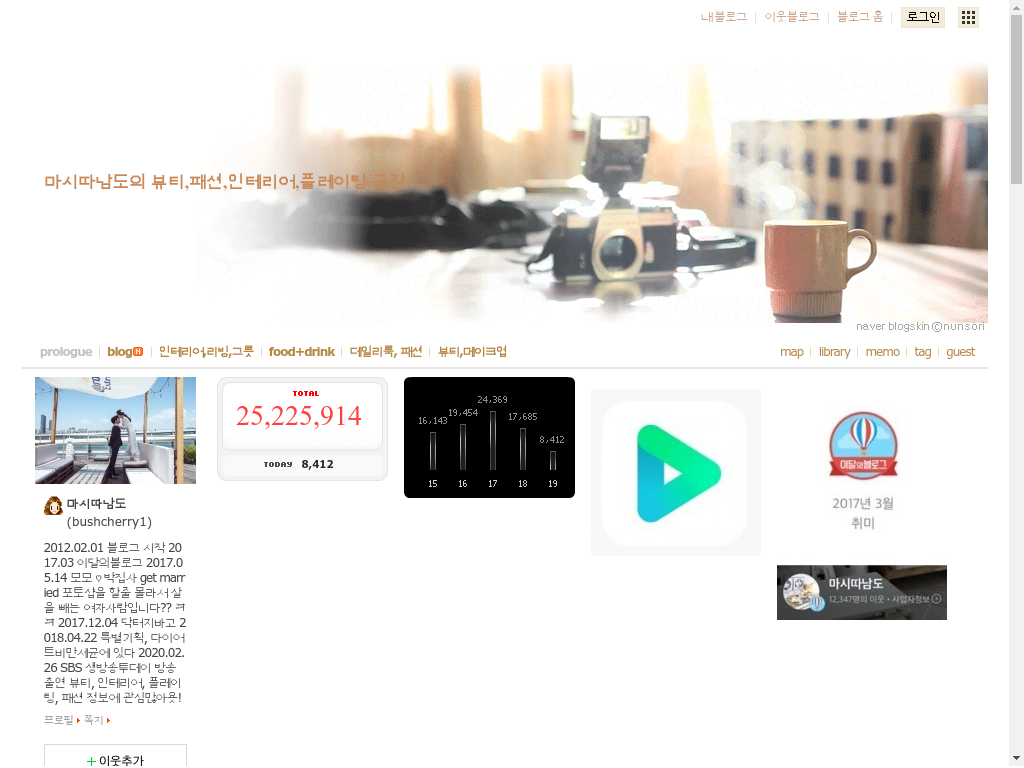 내 블로그 이웃블로그 블로그 홈 로그인
마시따남도의 뷰티,패션,인테리어,플레이팅 공간
naver blogskin ⓒ nunsori
prologue blog 인테리어,리빙,그릇 food+drink 데일리룩, 패션 뷰티,메이크업 map library memo tag guest
TOTAL
25,225,914
TODAY 8,412
24,369
19,454
16,143
17,685
8,412
15 16 17 18 19
이달의블로그
2017년 3월
취미
마시따남도
12,347명의 이웃 • 사업자정보
마시따남도
(bushcherry1)
2012.02.01 블로그 시작 20
17.03 이달의블로그 2017.0
5.14 모모 ♀박집사 get marr
ied 포토샵을 할줄 몰라서 살
을 빼는 여자사람입니다?? ㅋ
ㅋ 2017.12.04 닥터지바고 2
018.04.22 특별기획, 다이어
트비만세균에 있다 2020.02.
26 SBS 생방송투데이 방송
출연 뷰티, 인테리어, 플레이
팅, 패션 정보에 관심많아욧!
프로필 쪽지
+ 이웃추가